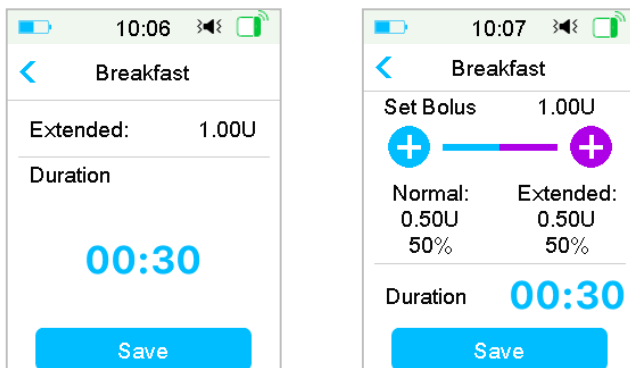 10:06
Breakfast
Extended: 1.00U
Duration
00:30
Save
10:07
Breakfast
Set Bolus 1.00U
Normal: Extended:
0.50U 0.50U
50% 50%
Duration 00:30
Save